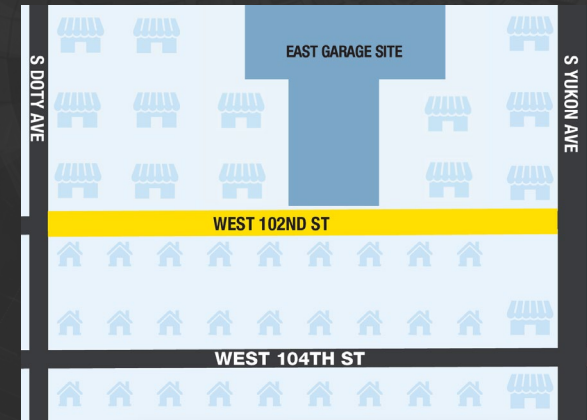 EAST GARAGE SITE
S DOTY AVE
S YUKON AVE
WEST 102ND ST
WEST 104TH ST